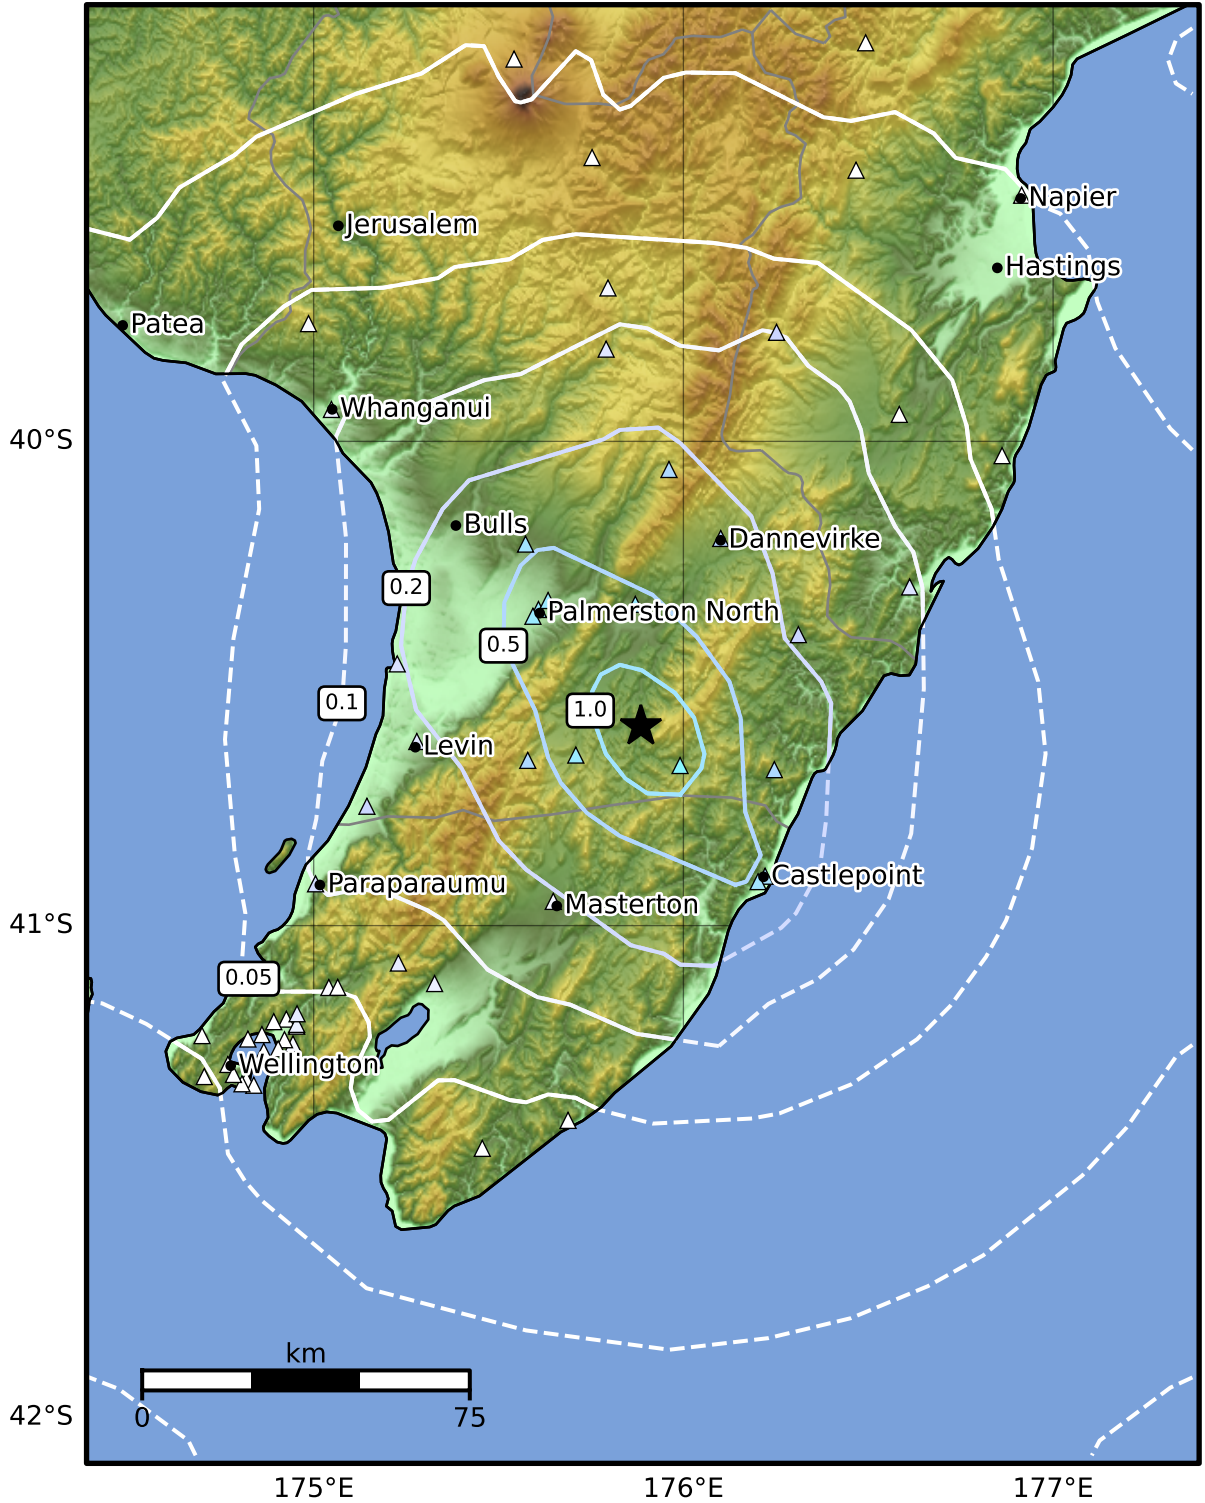 Napier
Jerusalem
Hastings
Patea
Whanganui
40°S
Bulls
Dannevirke
0.2
Palmerston North
0.5
0.1
1.0
Levin
Castlepoint
Paraparaumu
Masterton
41°S
0.05
Wellington
km
0 75
42°S
175°E 176°E 177°E